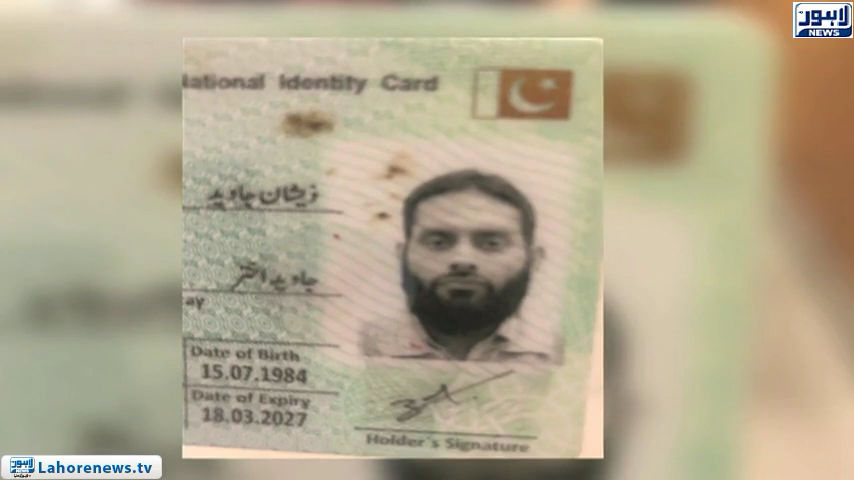 لاہور
NEWS
National Identity Card
ذیشان جاوید
جاوید اختر
ay
Date of Birth
15.07.1984
Date of Expiry
18.03.2027
Holder's Signature
لاہور
Lahorenews.tv